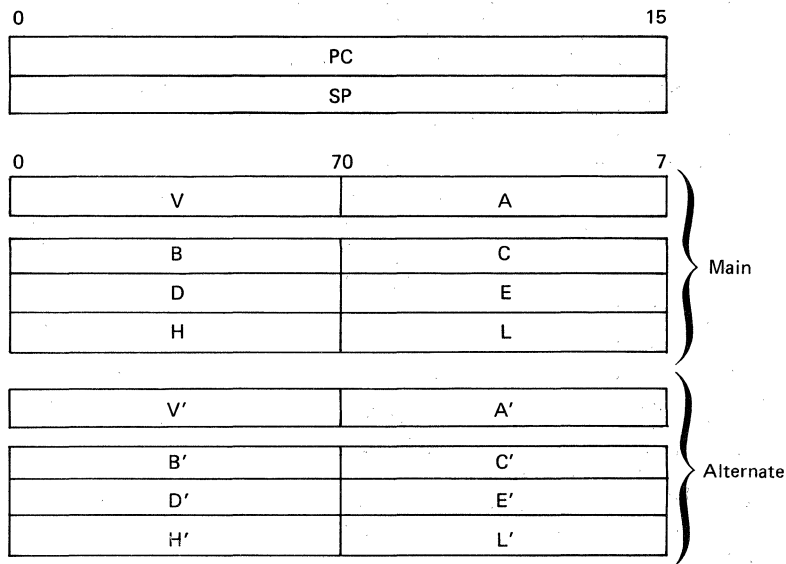 0 15
PC
SP
0 70 7
V A
B C
D E
H L
Main
V' A'
B' C'
D' E'
H' L'
Alternate